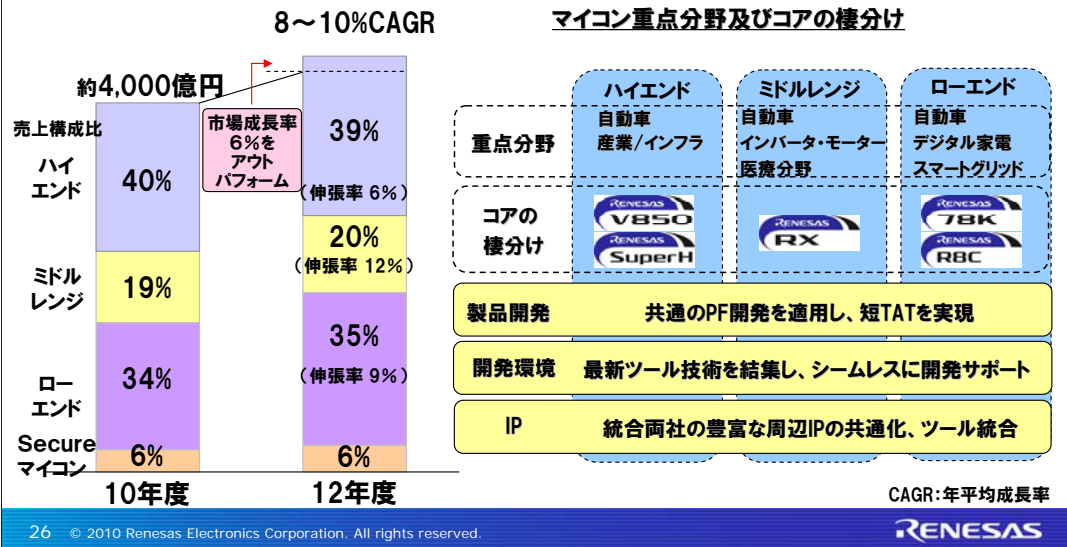 8～10%CAGR
約4,000億円
売上構成比
ハイ
エンド
40%
ミドル
レンジ
19%
ロー
エンド
34%
Secure
マイコン
6%
10年度
市場成長率
6%を
アウト
パフォーム
39%
(伸張率 6%)
20%
(伸張率 12%)
35%
(伸張率 9%)
6%
12年度
マイコン重点分野及びコアの棲分け
ハイエンド
ミドルレンジ
ローエンド
重点分野
自動車
産業/インフラ
自動車
インバータ・モーター
医療分野
自動車
デジタル家電
スマートグリッド
コアの
棲分け
RENESAS
V850
RENESAS
SuperH
RENESAS
RX
RENESAS
78K
RENESAS
R8C
製品開発 共通のPF開発を適用し、短TATを実現
開発環境 最新ツール技術を結集し、シームレスに開発サポート
IP 統合両社の豊富な周辺IPの共通化、ツール統合
CAGR:年平均成長率
26 © 2010 Renesas Electronics Corporation. All rights reserved.
RENESAS